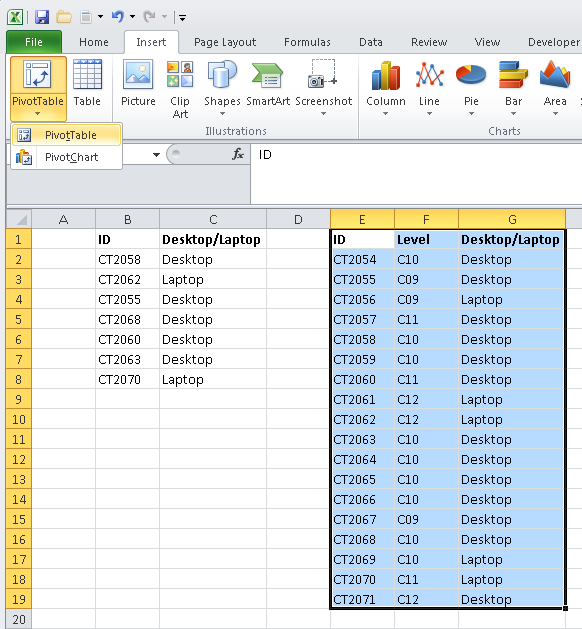 File Home Insert Page Layout Formulas Data Review View Developer
PivotTable Table Picture Clip Art Shapes SmartArt Screenshot Column Line Pie Bar Area
Illustrations Charts
PivotTable
PivotChart
fx ID
A B C D E F G
1 ID Desktop/Laptop ID Level Desktop/Laptop
2 CT2058 Desktop CT2054 C10 Desktop
3 CT2062 Laptop CT2055 C09 Desktop
4 CT2055 Desktop CT2056 C09 Laptop
5 CT2068 Desktop CT2057 C11 Desktop
6 CT2060 Desktop CT2058 C10 Desktop
7 CT2063 Desktop CT2059 C10 Desktop
8 CT2070 Laptop CT2060 C11 Desktop
9 CT2061 C12 Laptop
10 CT2062 C12 Laptop
11 CT2063 C10 Desktop
12 CT2064 C10 Desktop
13 CT2065 C10 Desktop
14 CT2066 C10 Desktop
15 CT2067 C09 Desktop
16 CT2068 C10 Desktop
17 CT2069 C10 Laptop
18 CT2070 C11 Laptop
19 CT2071 C12 Desktop
20